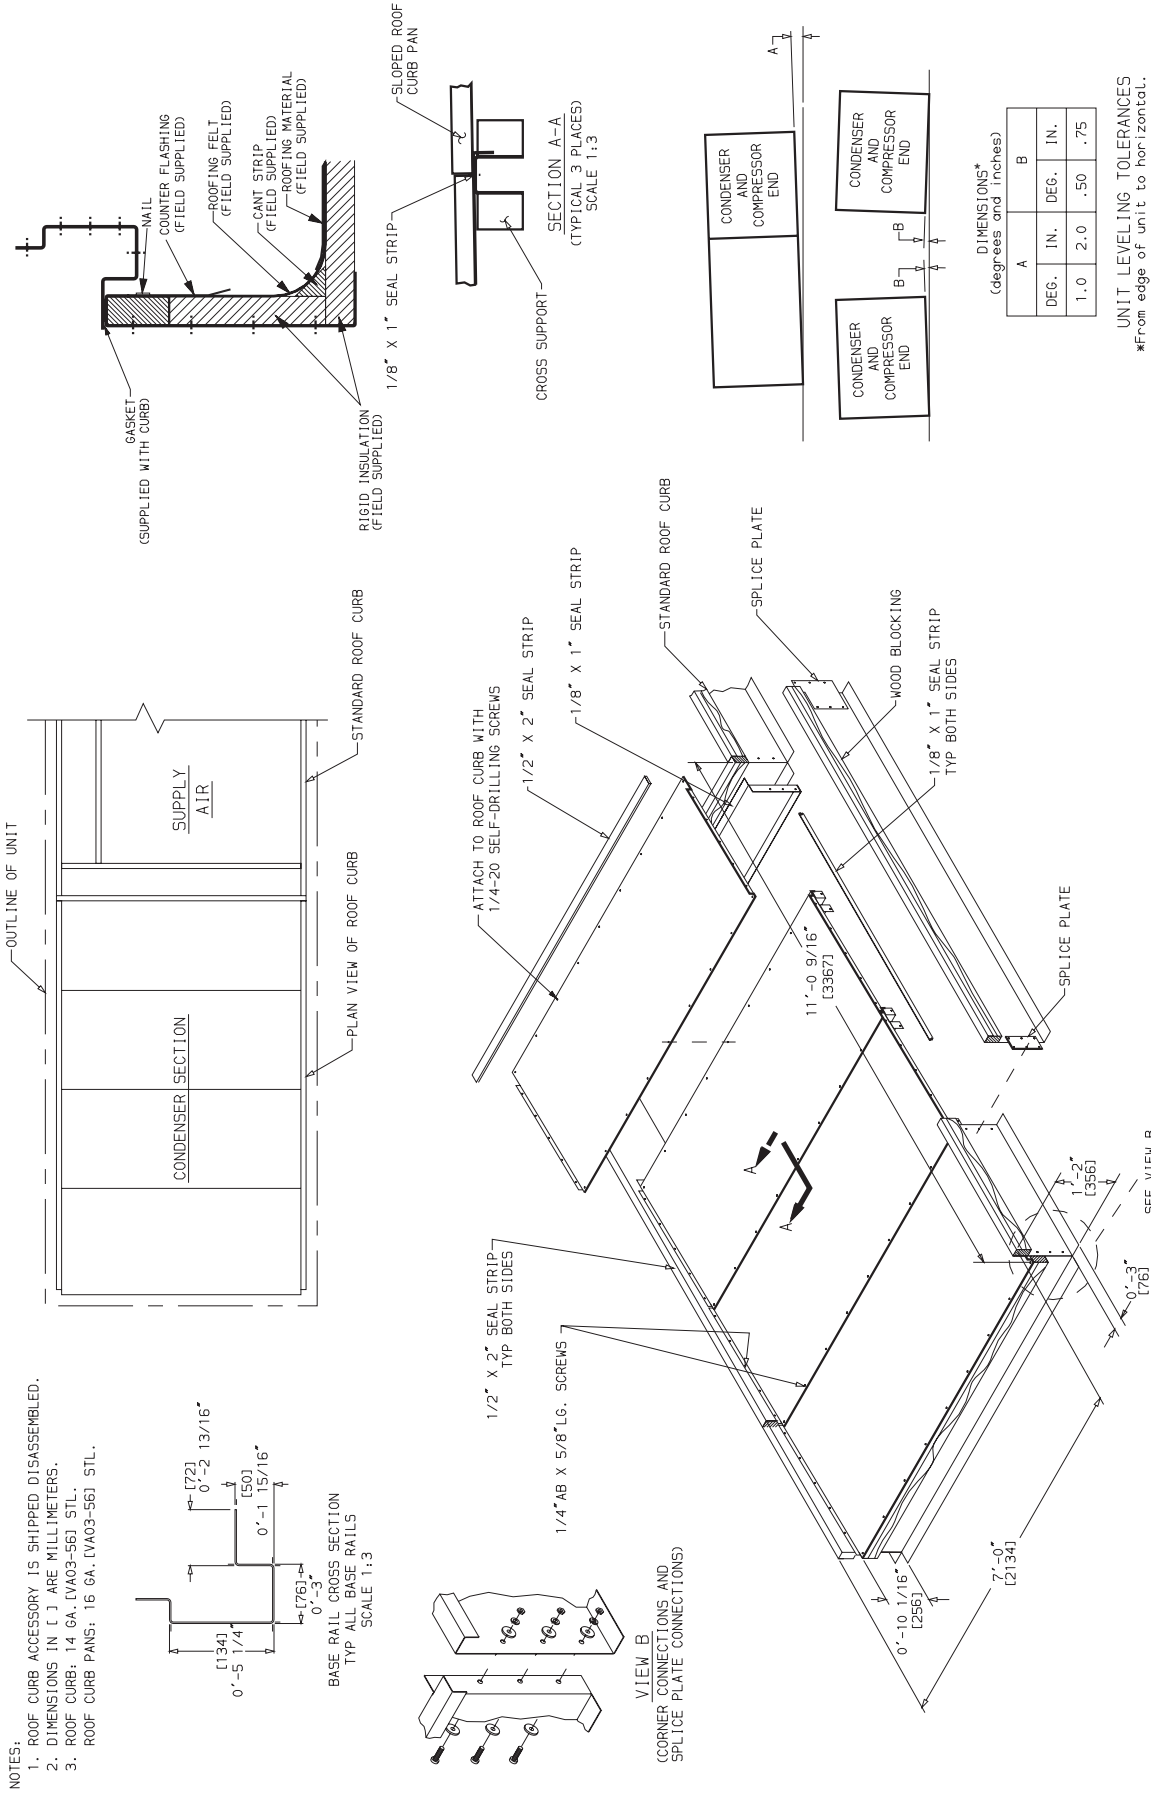 NOTES:
1. ROOF CURB ACCESSORY IS SHIPPED DISASSEMBLED.
2. DIMENSIONS IN [ ] ARE MILLIMETERS.
3. ROOF CURB: 14 GA. [VA03-56] STL.
ROOF CURB PANS: 16 GA. [VA03-56] STL.
[134]
0'-5 1/4"
[76]
0'-3"
[72]
0'-2 13/16"
[50]
0'-1 15/16"
BASE RAIL CROSS SECTION
TYP ALL BASE RAILS
SCALE 1:3
VIEW B
(CORNER CONNECTIONS AND
SPLICE PLATE CONNECTIONS)
OUTLINE OF UNIT
CONDENSER SECTION
SUPPLY
AIR
PLAN VIEW OF ROOF CURB
STANDARD ROOF CURB
GASKET
(SUPPLIED WITH CURB)
NAIL
COUNTER FLASHING
(FIELD SUPPLIED)
ROOFING FELT
(FIELD SUPPLIED)
CANT STRIP
(FIELD SUPPLIED)
ROOFING MATERIAL
(FIELD SUPPLIED)
RIGID INSULATION
(FIELD SUPPLIED)
1/8" X 1" SEAL STRIP
SLOPED ROOF
CURB PAN
CROSS SUPPORT
SECTION A-A
(TYPICAL 3 PLACES)
SCALE 1:3
1/2" X 2" SEAL STRIP
TYP BOTH SIDES
1/4"AB X 5/8"LG. SCREWS
ATTACH TO ROOF CURB WITH
1/4-20 SELF-DRILLING SCREWS
1/2" X 2" SEAL STRIP
1/8" X 1" SEAL STRIP
STANDARD ROOF CURB
SPLICE PLATE
WOOD BLOCKING
1/8" X 1" SEAL STRIP
TYP BOTH SIDES
SPLICE PLATE
A
A
11'-0 9/16"
[3367]
1'-2"
[356]
0'-3"
[76]
SEE VIEW B
0'-10 1/16"
[256]
7'-0"
[2134]
CONDENSER
AND
COMPRESSOR
END
A
CONDENSER
AND
COMPRESSOR
END
B
B
CONDENSER
AND
COMPRESSOR
END
DIMENSIONS*
(degrees and inches)
A B
DEG. IN. DEG. IN.
1.0 2.0 .50 .75
UNIT LEVELING TOLERANCES
*From edge of unit to horizontal.